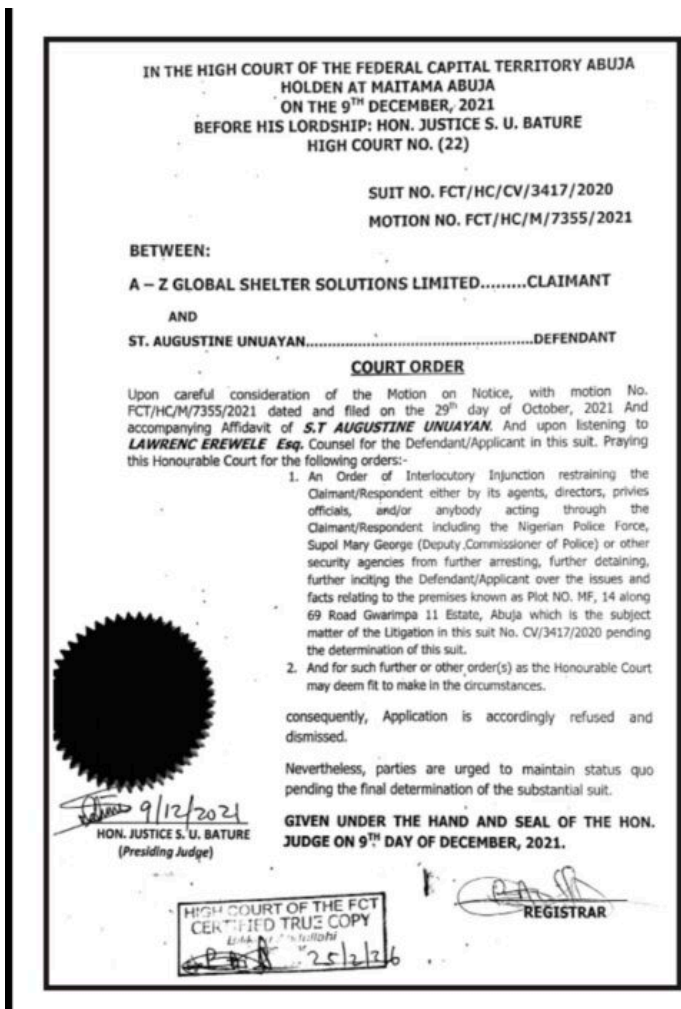 IN THE HIGH COURT OF THE FEDERAL CAPITAL TERRITORY ABUJA
HOLDEN AT MAITAMA ABUJA
ON THE 9TH DECEMBER, 2021
BEFORE HIS LORDSHIP: HON. JUSTICE S. U. BATURE
HIGH COURT NO. (22)
SUIT NO. FCT/HC/CV/3417/2020
MOTION NO. FCT/HC/M/7355/2021
BETWEEN:
A – Z GLOBAL SHELTER SOLUTIONS LIMITED.........CLAIMANT
AND
ST. AUGUSTINE UNUAYAN....................................................DEFENDANT
COURT ORDER
Upon careful consideration of the Motion on Notice, with motion No.
FCT/HC/M/7355/2021 dated and filed on the 29th day of October, 2021 And
accompanying Affidavit of S.T AUGUSTINE UNUAYAN. And upon listening to
LAWRENC EREWELE Esq. Counsel for the Defendant/Applicant in this suit. Praying
this Honourable Court for the following orders:-
1. An Order of Interlocutory Injunction restraining the
Claimant/Respondent either by its agents, directors, privies
officials, and/or anybody acting through the
Claimant/Respondent including the Nigerian Police Force,
Supol Mary George (Deputy Commissioner of Police) or other
security agencies from further arresting, further detaining,
further inciting the Defendant/Applicant over the issues and
facts relating to the premises known as Plot NO. MF, 14 along
69 Road Gwarimpa 11 Estate, Abuja which is the subject
matter of the Litigation in this suit No. CV/3417/2020 pending
the determination of this suit.
2. And for such further or other order(s) as the Honourable Court
may deem fit to make in the circumstances.
consequently, Application is accordingly refused and
dismissed.
Nevertheless, parties are urged to maintain status quo
pending the final determination of the substantial suit.
9/12/2021
HON. JUSTICE S. U. BATURE
(Presiding Judge)
GIVEN UNDER THE HAND AND SEAL OF THE HON.
JUDGE ON 9TH DAY OF DECEMBER, 2021.
REGISTRAR
HIGH COURT OF THE FCT
CERTIFIED TRUE COPY
25/2/26